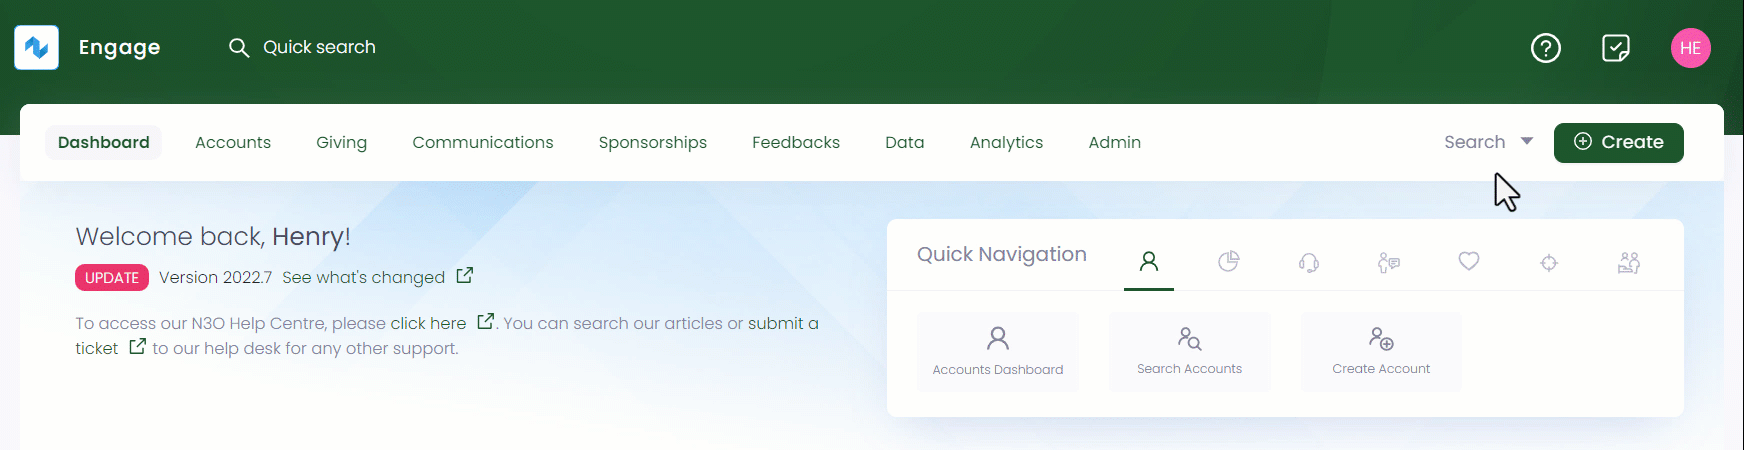 Engage
Quick search
HE
Dashboard Accounts Giving Communications Sponsorships Feedbacks Data Analytics Admin Search Create
Welcome back, Henry!
UPDATE Version 2022.7 See what's changed
To access our N3O Help Centre, please click here . You can search our articles or submit a
ticket to our help desk for any other support.
Quick Navigation
Accounts Dashboard
Search Accounts
Create Account